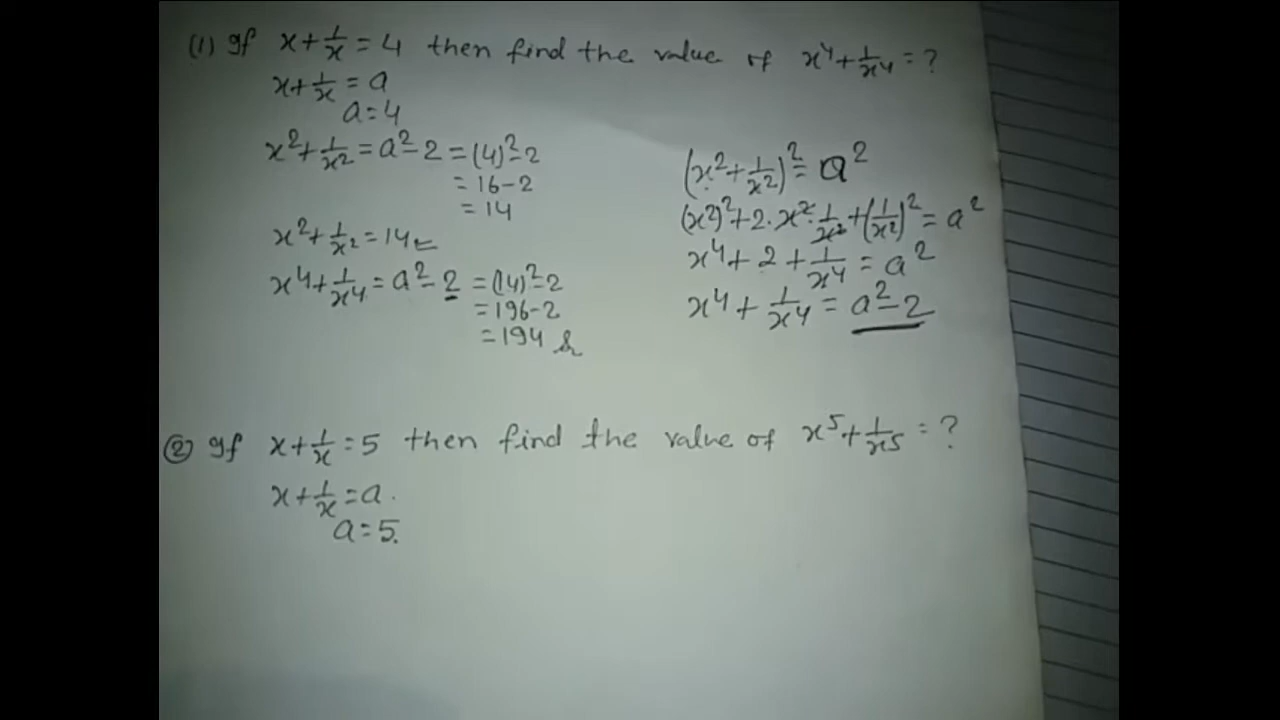 (1) If x+1/x = 4 then find the value of x⁴+1/x⁴ = ?
x+1/x = a
a=4
x²+1/x² = a²-2 = (4)²-2
= 16-2
= 14
x²+1/x² = 14
x⁴+1/x⁴ = a²-2 = (14)²-2
= 196-2
= 194
(x²+1/x²)² = a²
(x²)²+2·x²·1/x²+(1/x²)² = a²
x⁴+2+1/x⁴ = a²
x⁴+1/x⁴ = a²-2
② If x+1/x = 5 then find the value of x⁵+1/x⁵ = ?
x+1/x = a.
a=5.